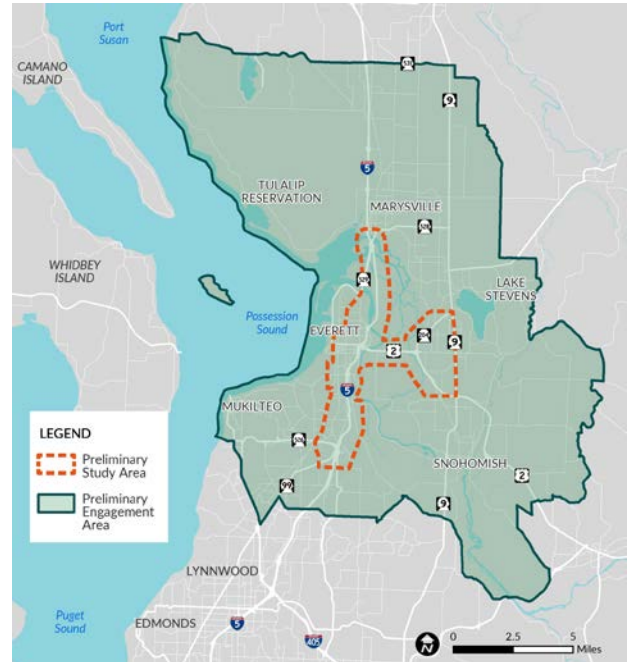 Port
Susan
CAMANO
ISLAND
531
9
5
TULALIP
RESERVATION
MARYSVILLE
528
WHIDBEY
ISLAND
529
LAKE
STEVENS
Possession
Sound
EVERETT
204
9
2
5
MUKILTEO
526
SNOHOMISH
99
2
9
LEGEND
Preliminary
Study Area
Preliminary
Engagement
Area
LYNNWOOD
Puget
Sound
EDMONDS
5
405
N
0 2.5 5
Miles